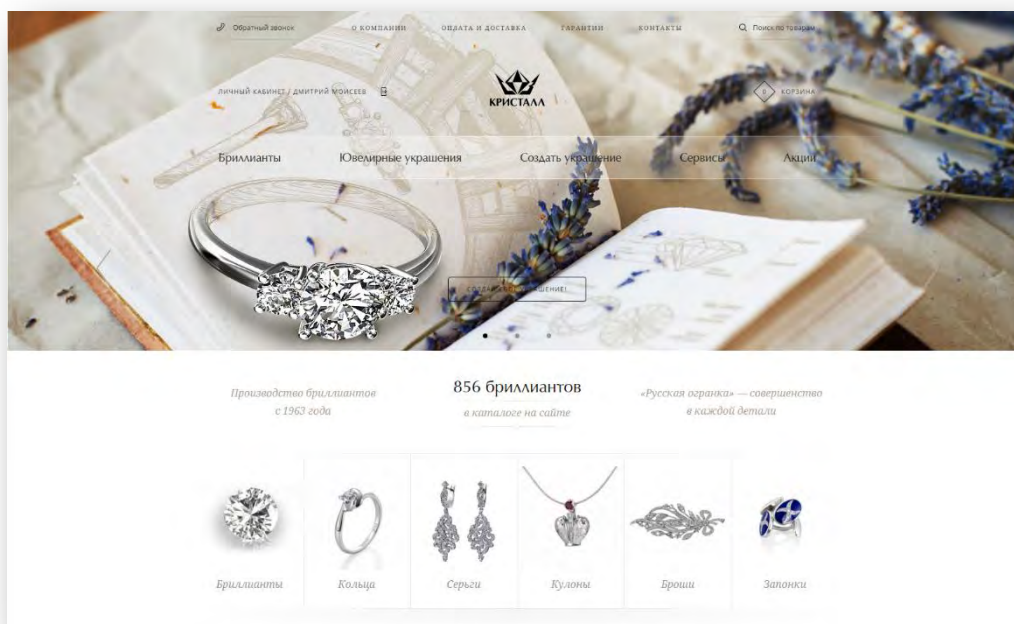 Обратный звонок
О КОМПАНИИ
ОПЛАТА И ДОСТАВКА
ГАРАНТИИ
КОНТАКТЫ
Поиск по товарам
ЛИЧНЫЙ КАБИНЕТ / ДМИТРИЙ МОИСЕЕВ
КРИСТАЛЛ
0
КОРЗИНА
Бриллианты
Ювелирные украшения
Создать украшение
Сервисы
Акции
856 бриллиантов
в каталоге на сайте
Производство бриллиантов
с 1963 года
«Русская огранка» — совершенство
в каждой детали
Бриллианты
Кольца
Серьги
Кулоны
Броши
Запонки